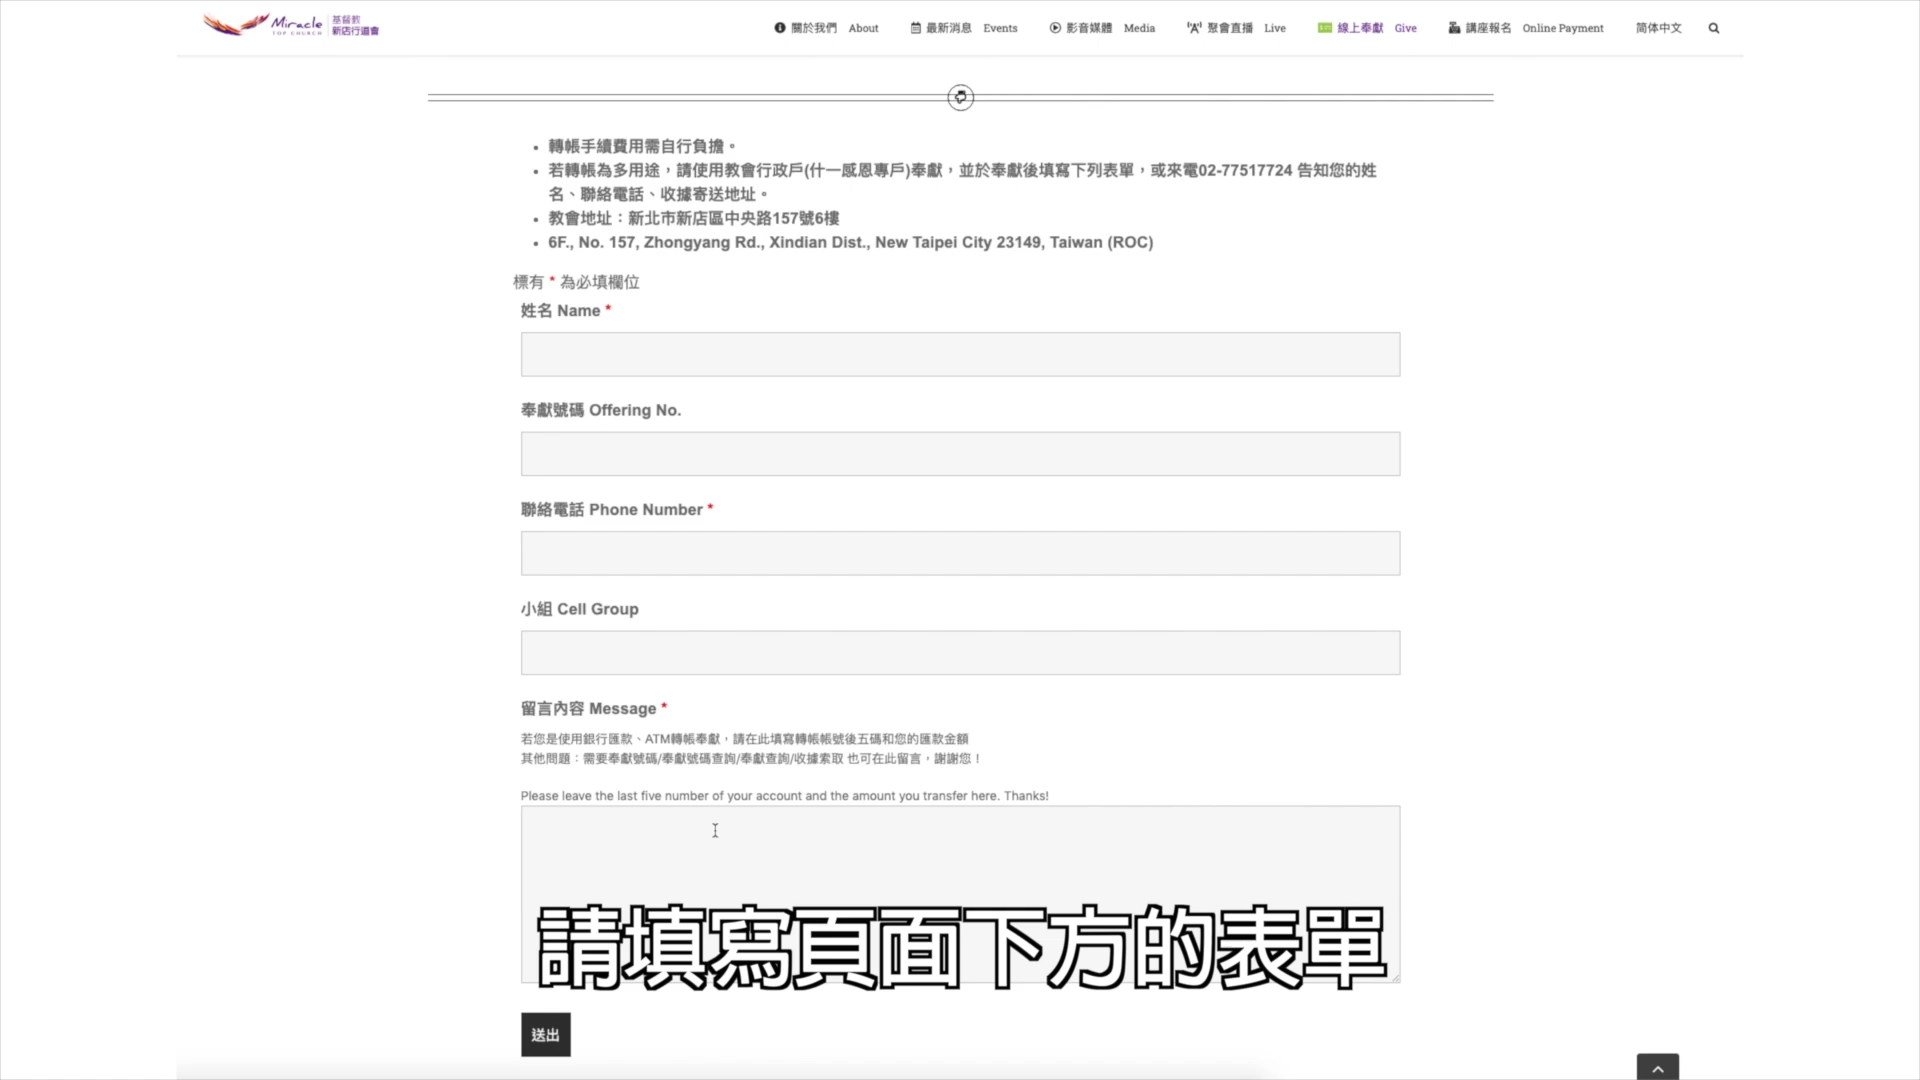 Miracle
TOP CHURCH
基督教
新店行道會
關於我們 About
最新消息 Events
影音媒體 Media
聚會直播 Live
線上奉獻 Give
講座報名 Online Payment
简体中文
轉帳手續費用需自行負擔。
若轉帳為多用途，請使用教會行政戶(什一感恩專戶)奉獻，並於奉獻後填寫下列表單，或來電02-77517724 告知您的姓
名、聯絡電話、收據寄送地址。
教會地址：新北市新店區中央路157號6樓
6F., No. 157, Zhongyang Rd., Xindian Dist., New Taipei City 23149, Taiwan (ROC)
標有 * 為必填欄位
姓名 Name *
奉獻號碼 Offering No.
聯絡電話 Phone Number *
小組 Cell Group
留言內容 Message *
若您是使用銀行匯款、ATM轉帳奉獻，請在此填寫轉帳帳號後五碼和您的匯款金額
其他問題：需要奉獻號碼/奉獻號碼查詢/奉獻查詢/收據索取 也可在此留言，謝謝您！
Please leave the last five number of your account and the amount you transfer here. Thanks!
請填寫頁面下方的表單
送出